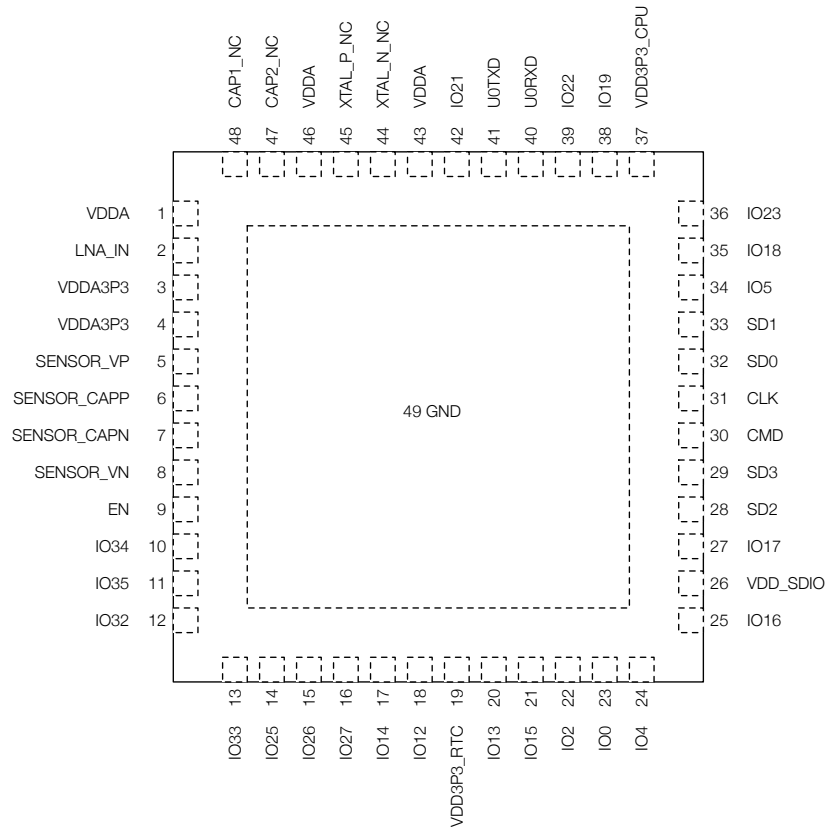 CAP1_NC
CAP2_NC
VDDA
XTAL_P_NC
XTAL_N_NC
VDDA
IO21
U0TXD
U0RXD
IO22
IO19
VDD3P3_CPU
48
47
46
45
44
43
42
41
40
39
38
37
VDDA 1
LNA_IN 2
VDDA3P3 3
VDDA3P3 4
SENSOR_VP 5
SENSOR_CAPP 6
SENSOR_CAPN 7
SENSOR_VN 8
EN 9
IO34 10
IO35 11
IO32 12
49 GND
36 IO23
35 IO18
34 IO5
33 SD1
32 SD0
31 CLK
30 CMD
29 SD3
28 SD2
27 IO17
26 VDD_SDIO
25 IO16
13
14
15
16
17
18
19
20
21
22
23
24
IO33
IO25
IO26
IO27
IO14
IO12
VDD3P3_RTC
IO13
IO15
IO2
IO0
IO4